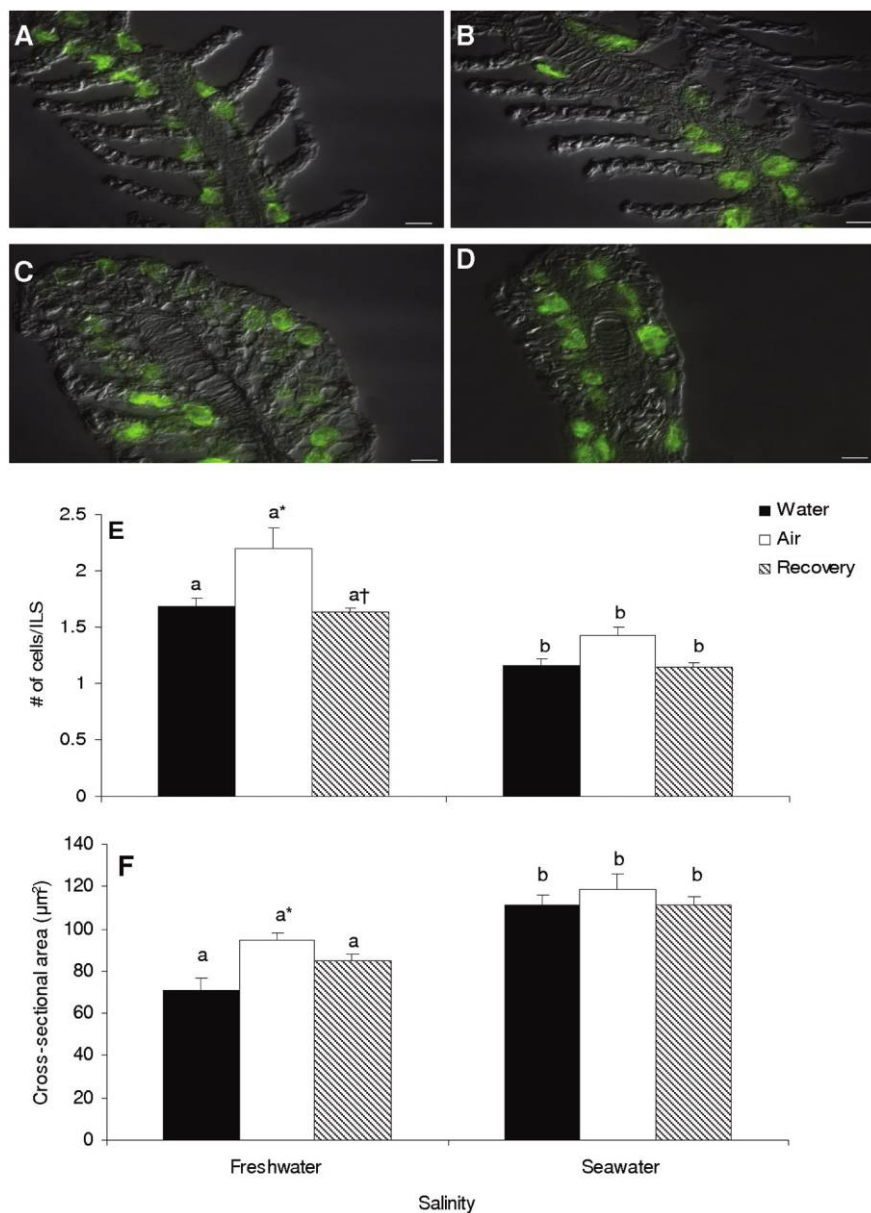 A
B
C
D
E
2.5
2
1.5
1
0.5
0
# of cells/ILS
a
a*
a†
b
b
b
Water
Air
Recovery
F
140
120
100
80
60
40
20
0
Cross-sectional area (µm²)
a
a*
a
b
b
b
Freshwater
Seawater
Salinity